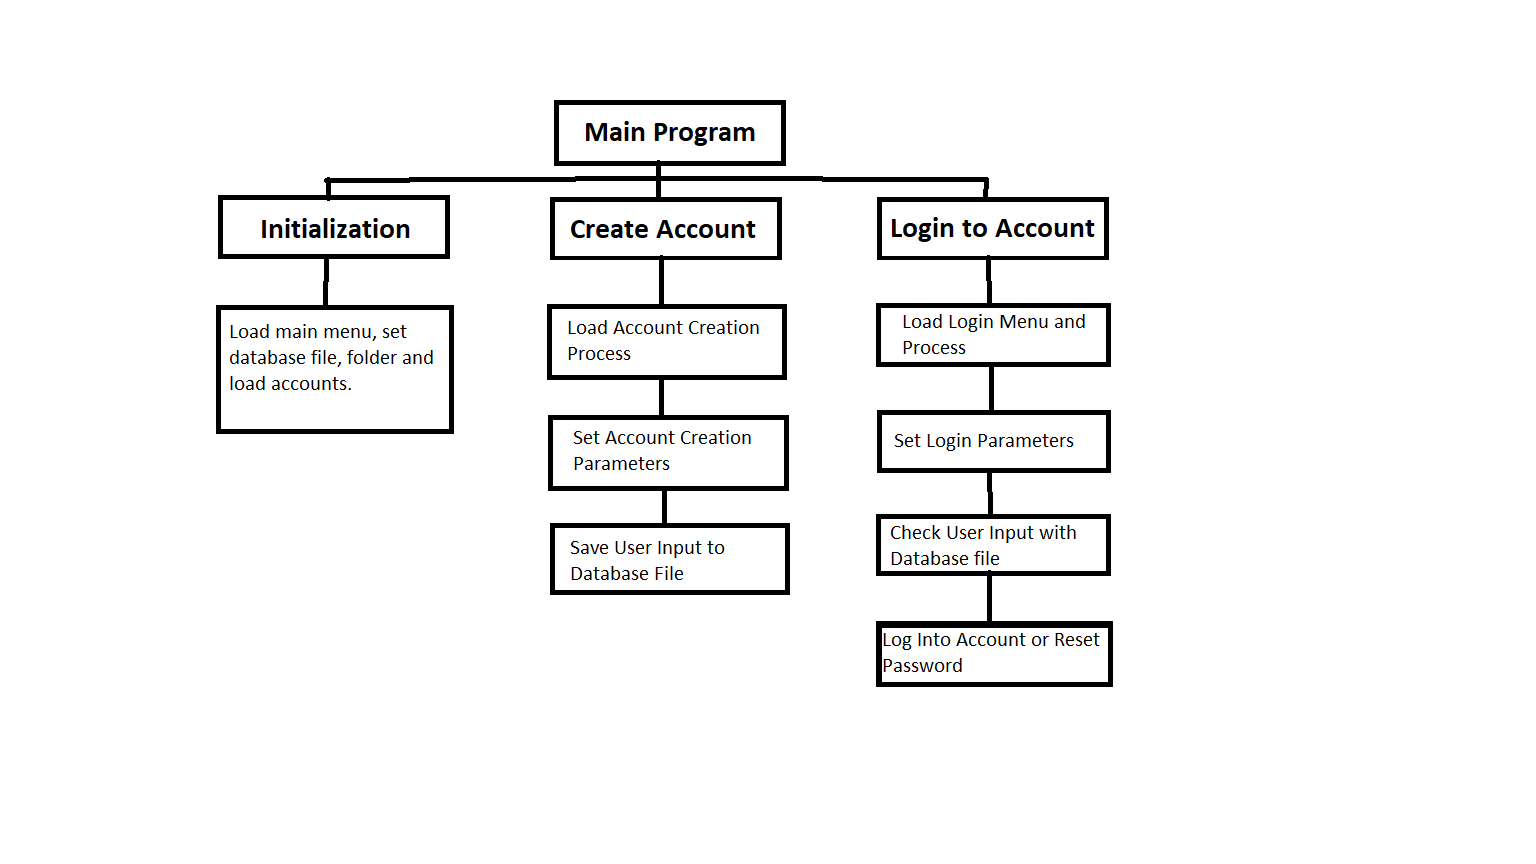 Main Program
Initialization
Create Account
Login to Account
Load main menu, set
database file, folder and
load accounts.
Load Account Creation
Process
Set Account Creation
Parameters
Save User Input to
Database File
Load Login Menu and
Process
Set Login Parameters
Check User Input with
Database file
Log Into Account or Reset
Password